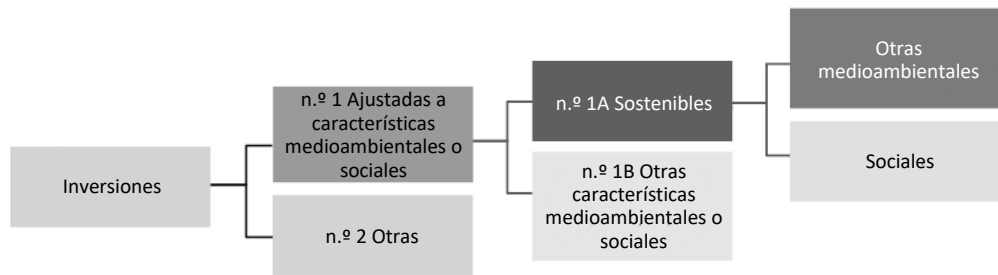 Inversiones
n.º 1 Ajustadas a
características
medioambientales o
sociales
n.º 2 Otras
n.º 1A Sostenibles
n.º 1B Otras
características
medioambientales o
sociales
Otras
medioambientales
Sociales